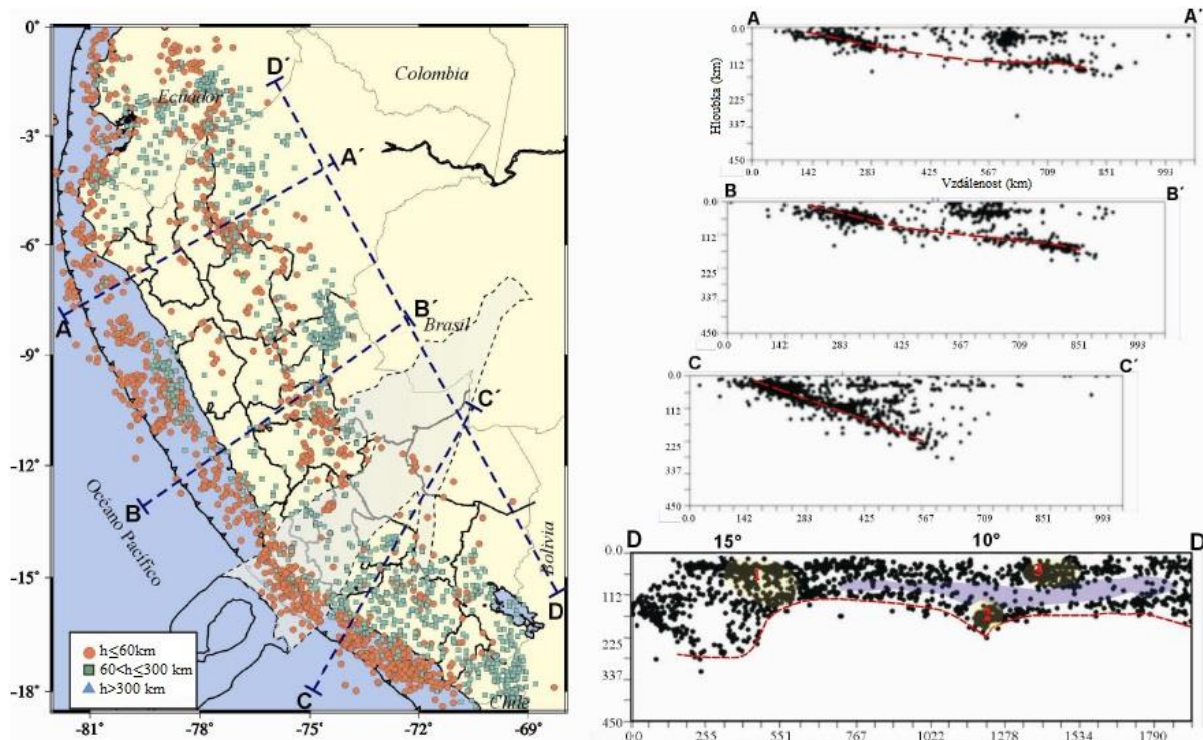 0°
-3°
-6°
-9°
-12°
-15°
-18°
-81°
-78°
-75°
-72°
-69°
Ecuador
Colombia
Brasil
Bolivia
Chile
Océano Pacífico
D´
A´
B´
C´
A
B
C
D
h≤60km
60<h≤300 km
h>300 km
A A´
0.0
112
225
337
450
Hloubka (km)
0.0 142 283 425 567 709 851 993
Vzdálenost (km)
B B´
0.0
112
225
337
450
0.0 142 283 425 567 709 851 993
C C´
0.0
112
225
337
450
0.0 142 283 425 567 709 851 993
D 15° 10° D
0.0
112
225
337
450
0.0 255 551 1022 1278 1534 1790